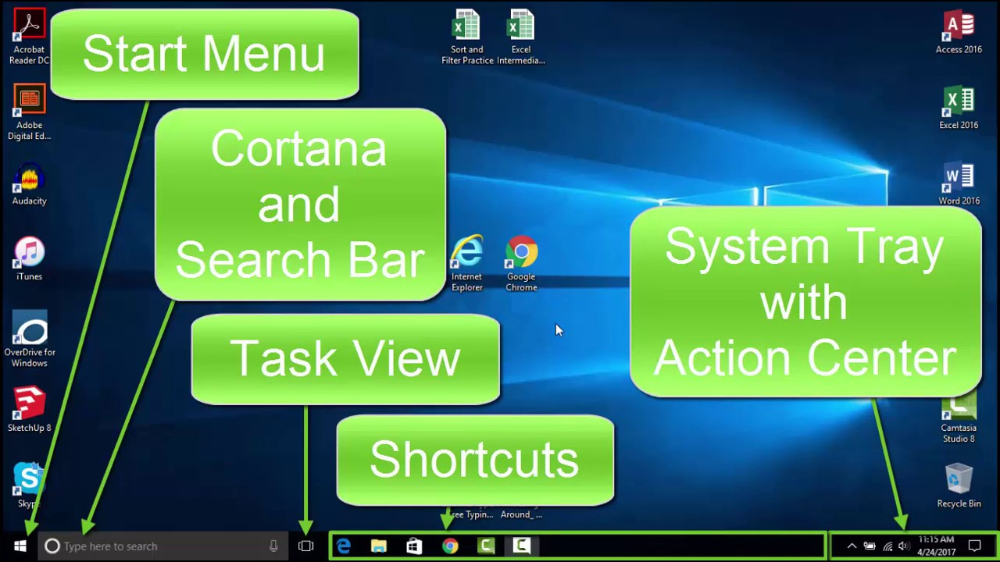 Acrobat
Reader DC
Start Menu
Sort and
Filter Practice
Excel
Intermedia...
Access 2016
Adobe
Digital Ed...
Cortana
and
Search Bar
Excel 2016
Audacity
Word 2016
iTunes
Internet
Explorer
Google
Chrome
System Tray
with
Action Center
OverDrive for
Windows
Task View
SketchUp 8
Shortcuts
Camtasia
Studio 8
Skype
Around_ ...
Recycle Bin
Type here to search
11:15 AM
4/24/2017